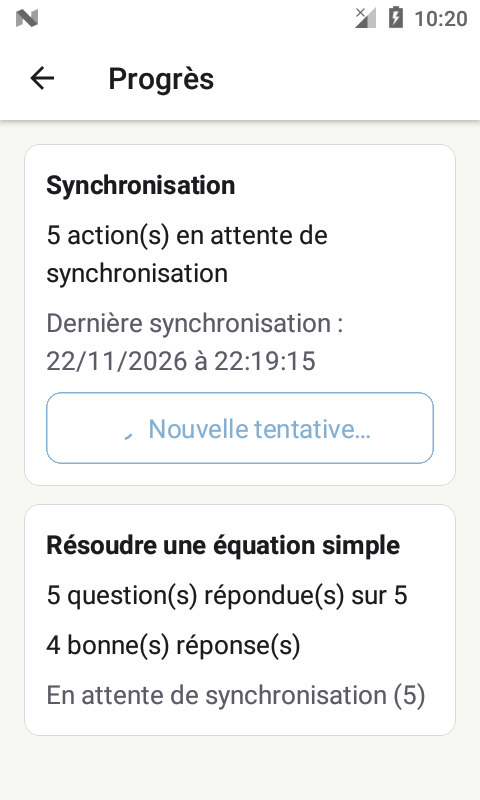 10:20
Progrès
Synchronisation
5 action(s) en attente de
synchronisation
Dernière synchronisation :
22/11/2026 à 22:19:15
Nouvelle tentative...
Résoudre une équation simple
5 question(s) répondue(s) sur 5
4 bonne(s) réponse(s)
En attente de synchronisation (5)